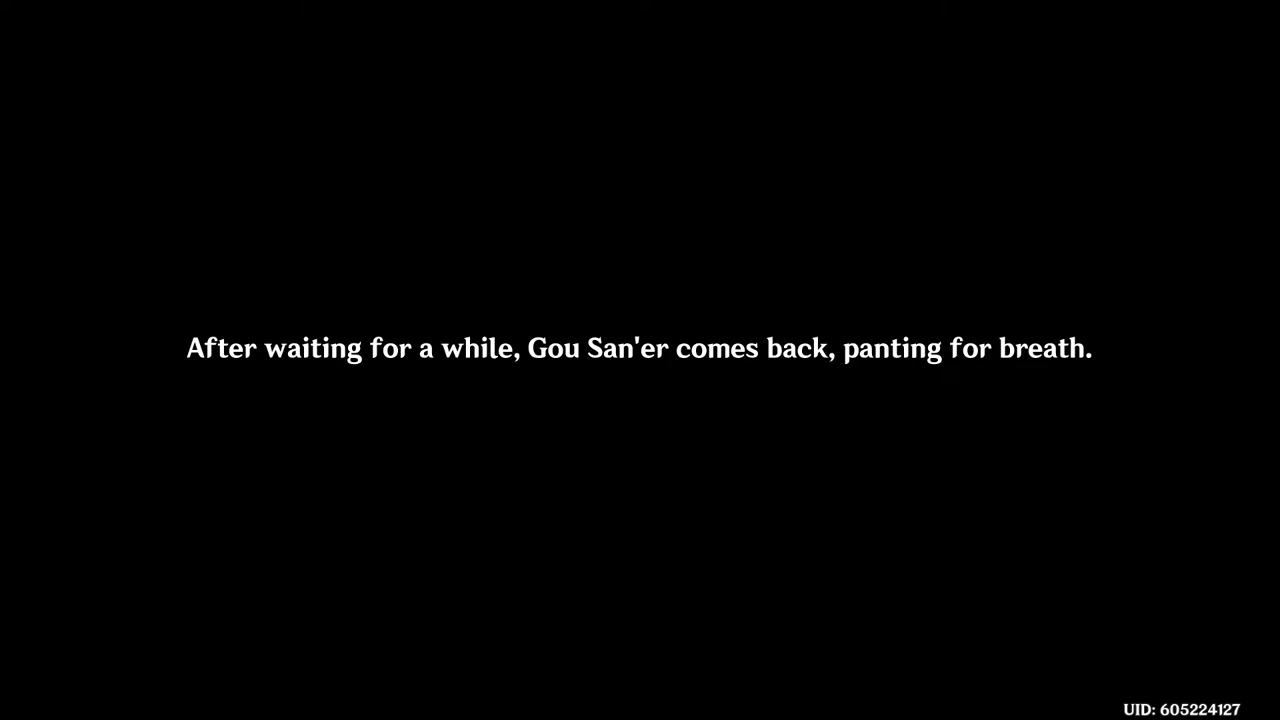 After waiting for a while, Gou San'er comes back, panting for breath.
UID: 605224127